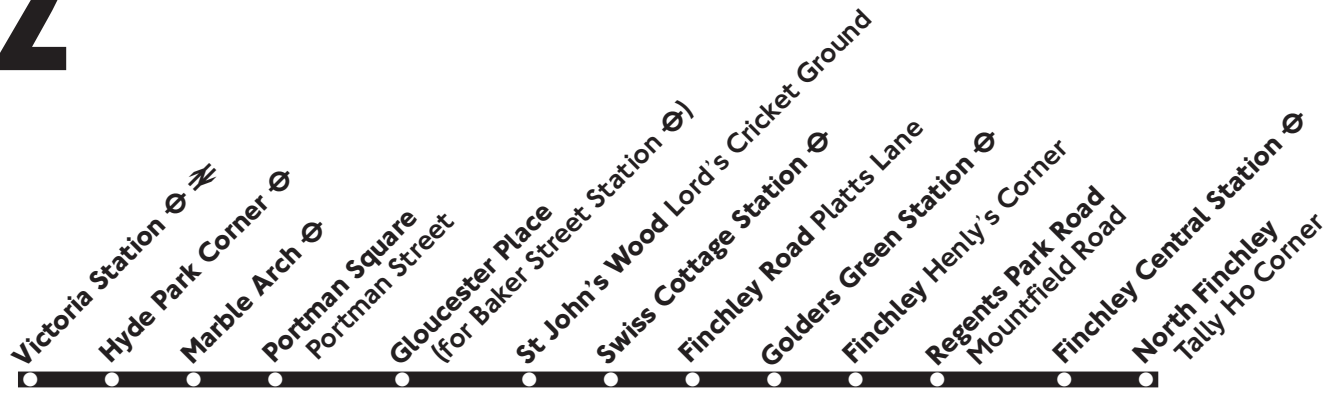 Victoria Station
Hyde Park Corner
Marble Arch
Portman Square
Portman Street
Gloucester Place
(for Baker Street Station )
St John's Wood Lord's Cricket Ground
Swiss Cottage Station
Finchley Road Platts Lane
Golders Green Station
Finchley Henly's Corner
Regents Park Road
Mountfield Road
Finchley Central Station
North Finchley
Tally Ho Corner